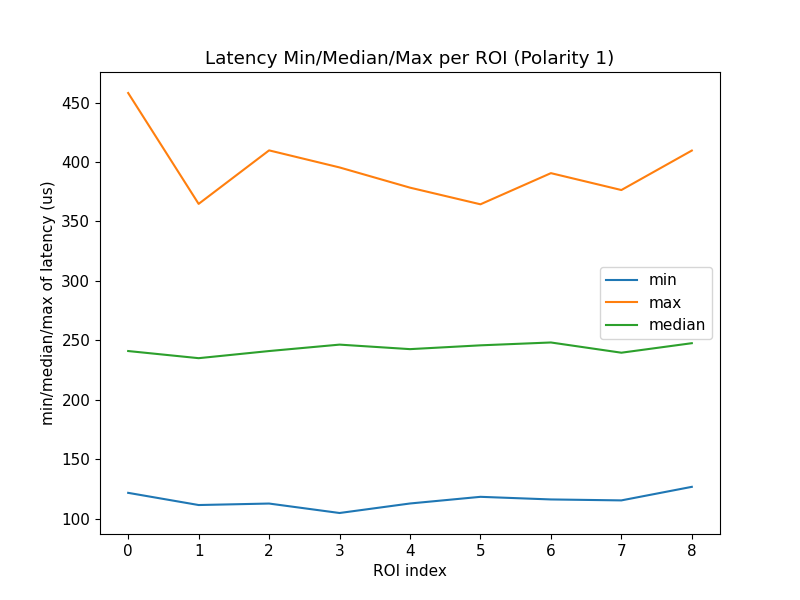 Latency Min/Median/Max per ROI (Polarity 1)
min/median/max of latency (us)
450
400
350
300
250
200
150
100
min
max
median
0 1 2 3 4 5 6 7 8
ROI index